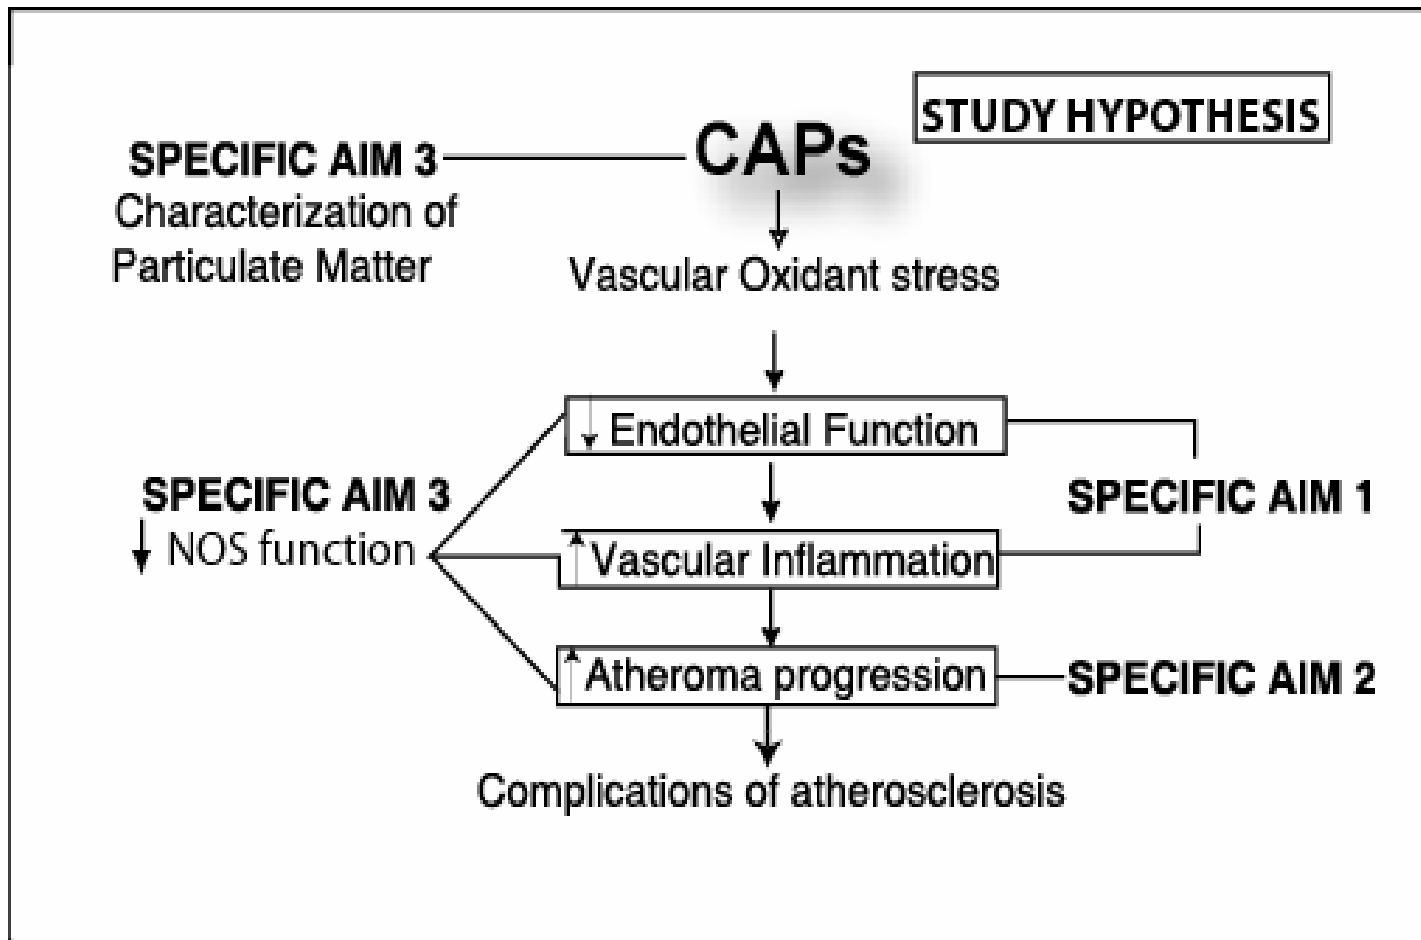 STUDY HYPOTHESIS
SPECIFIC AIM 3
CAPs
Characterization of
Particulate Matter
Vascular Oxidant stress
↓ Endothelial Function
SPECIFIC AIM 3
↓ NOS function
SPECIFIC AIM 1
↑ Vascular Inflammation
↑ Atheroma progression
SPECIFIC AIM 2
Complications of atherosclerosis